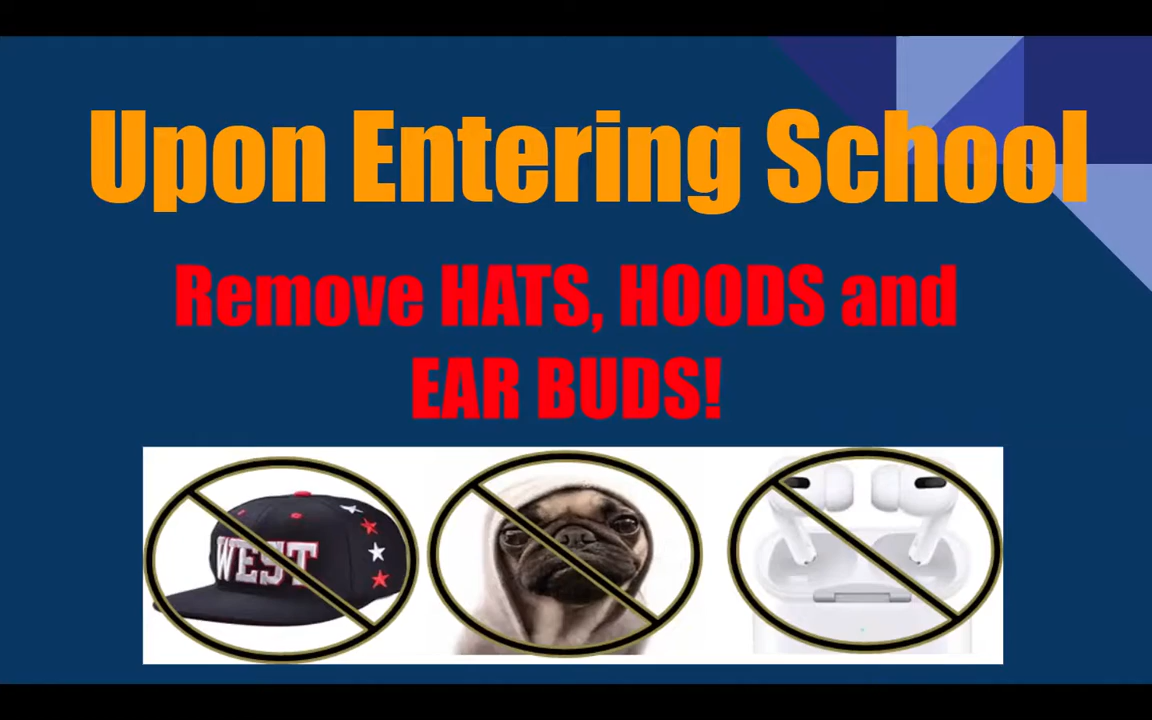 Upon Entering School
Remove HATS, HOODS and
EAR BUDS!
WEST